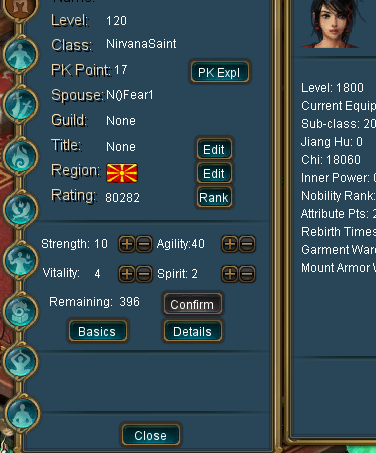 Level: 120
Class: NirvanaSaint
PK Point: 17 PK Expl
Spouse: N()Fear1
Guild: None
Title: None Edit
Region: Edit
Rating: 80282 Rank
Strength: 10 Agility:40
Vitality: 4 Spirit: 2
Remaining: 396 Confirm
Basics Details
Close
Level: 1800
Current Equip
Sub-class: 20
Jiang Hu: 0
Chi: 18060
Inner Power:
Nobility Rank:
Attribute Pts: 2
Rebirth Times
Garment Ward
Mount Armor